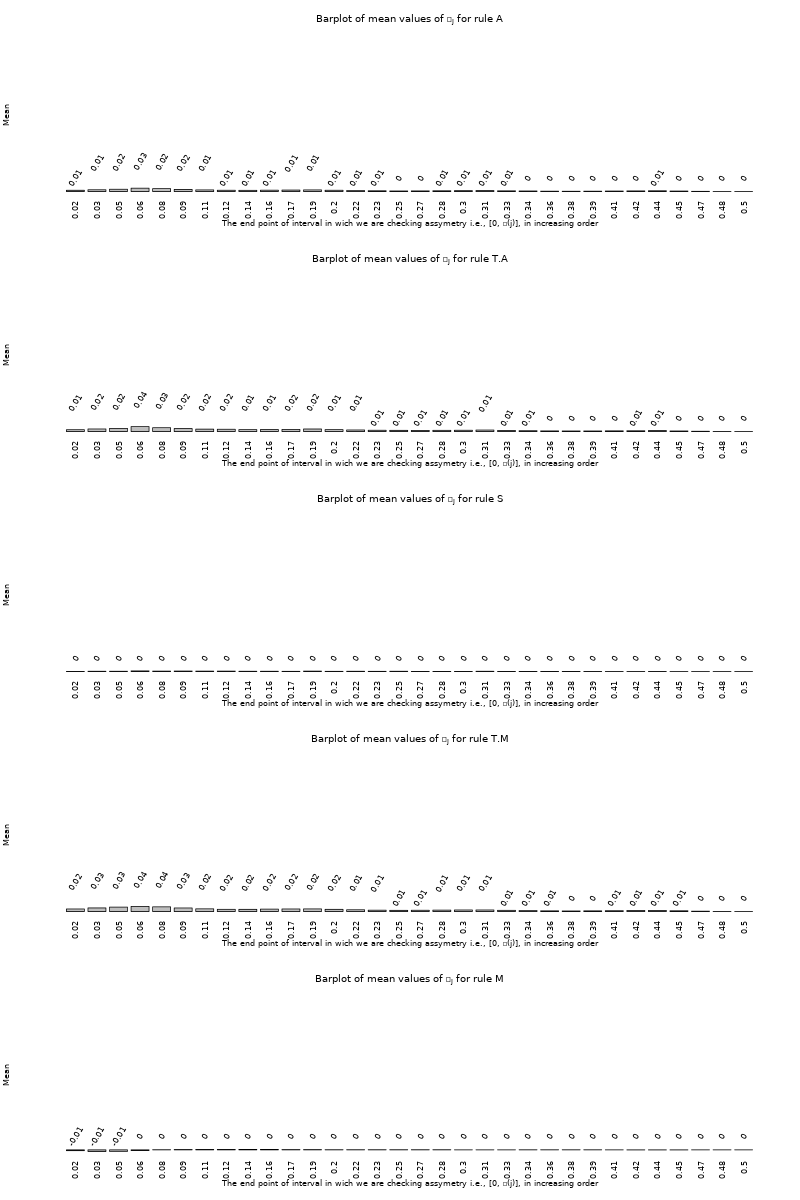 Barplot of mean values of □j for rule A
Mean
0.01 0.01 0.02 0.03 0.02 0.02 0.01 0.01 0.01 0.01 0.01 0.01 0.01 0.01 0.01 0 0 0.01 0.01 0.01 0.01 0 0 0 0 0 0 0.01 0 0 0 0
0.02 0.03 0.05 0.06 0.08 0.09 0.11 0.12 0.14 0.16 0.17 0.19 0.2 0.22 0.23 0.25 0.27 0.28 0.3 0.31 0.33 0.34 0.36 0.38 0.39 0.41 0.42 0.44 0.45 0.47 0.48 0.5
The end point of interval in wich we are checking assymetry i.e., [0, □(j)], in increasing order
Barplot of mean values of □j for rule T.A
Mean
0.01 0.02 0.02 0.04 0.03 0.02 0.02 0.02 0.01 0.01 0.02 0.02 0.01 0.01 0.01 0.01 0.01 0.01 0.01 0.01 0.01 0.01 0 0 0 0 0.01 0.01 0 0 0 0
0.02 0.03 0.05 0.06 0.08 0.09 0.11 0.12 0.14 0.16 0.17 0.19 0.2 0.22 0.23 0.25 0.27 0.28 0.3 0.31 0.33 0.34 0.36 0.38 0.39 0.41 0.42 0.44 0.45 0.47 0.48 0.5
The end point of interval in wich we are checking assymetry i.e., [0, □(j)], in increasing order
Barplot of mean values of □j for rule S
Mean
0 0 0 0 0 0 0 0 0 0 0 0 0 0 0 0 0 0 0 0 0 0 0 0 0 0 0 0 0 0 0 0
0.02 0.03 0.05 0.06 0.08 0.09 0.11 0.12 0.14 0.16 0.17 0.19 0.2 0.22 0.23 0.25 0.27 0.28 0.3 0.31 0.33 0.34 0.36 0.38 0.39 0.41 0.42 0.44 0.45 0.47 0.48 0.5
The end point of interval in wich we are checking assymetry i.e., [0, □(j)], in increasing order
Barplot of mean values of □j for rule T.M
Mean
0.02 0.03 0.03 0.04 0.04 0.03 0.02 0.02 0.02 0.02 0.02 0.02 0.02 0.01 0.01 0.01 0.01 0.01 0.01 0.01 0.01 0.01 0.01 0 0 0.01 0.01 0.01 0.01 0 0 0
0.02 0.03 0.05 0.06 0.08 0.09 0.11 0.12 0.14 0.16 0.17 0.19 0.2 0.22 0.23 0.25 0.27 0.28 0.3 0.31 0.33 0.34 0.36 0.38 0.39 0.41 0.42 0.44 0.45 0.47 0.48 0.5
The end point of interval in wich we are checking assymetry i.e., [0, □(j)], in increasing order
Barplot of mean values of □j for rule M
Mean
-0.01 -0.01 -0.01 0 0 0 0 0 0 0 0 0 0 0 0 0 0 0 0 0 0 0 0 0 0 0 0 0 0 0 0 0
0.02 0.03 0.05 0.06 0.08 0.09 0.11 0.12 0.14 0.16 0.17 0.19 0.2 0.22 0.23 0.25 0.27 0.28 0.3 0.31 0.33 0.34 0.36 0.38 0.39 0.41 0.42 0.44 0.45 0.47 0.48 0.5
The end point of interval in wich we are checking assymetry i.e., [0, □(j)], in increasing order